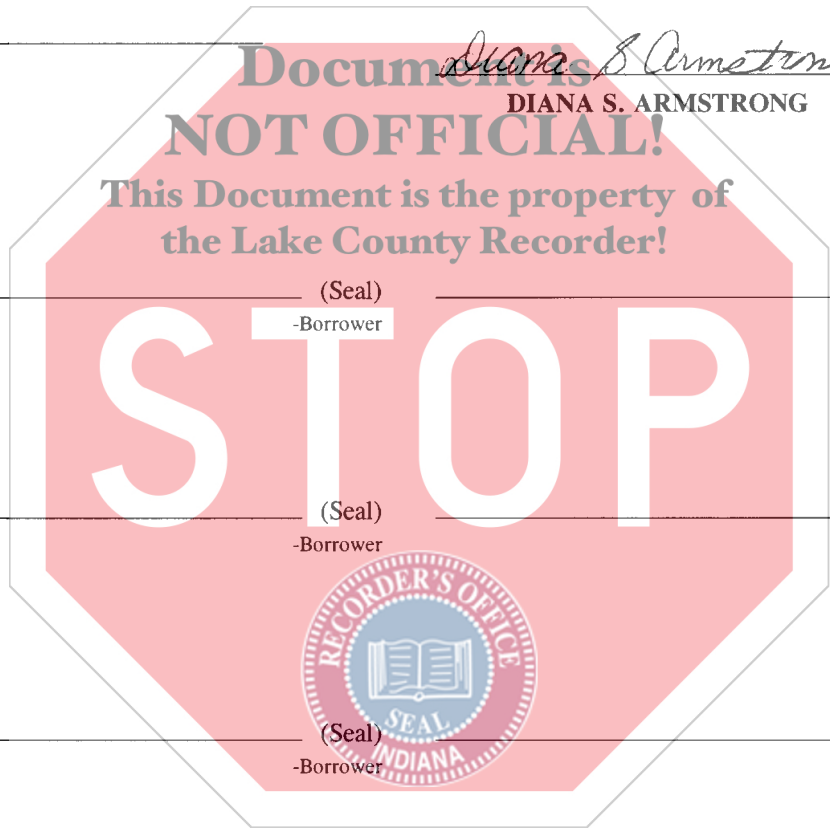 Diana S. Armstron
Document is
DIANA S. ARMSTRONG
NOT OFFICIAL!
This Document is the property of
the Lake County Recorder!
(Seal)
-Borrower
STOP
(Seal)
-Borrower
RECORDER'S OFFICE
SEAL
INDIANA
(Seal)
-Borrower